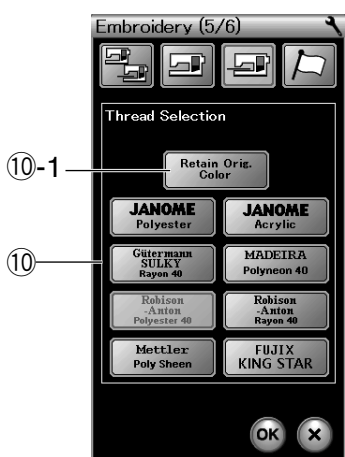 Embroidery (5/6)
Thread Selection
⑩-1
Retain Orig.
Color
JANOME
Polyester
JANOME
Acrylic
⑩
Gütermann
SULKY
Rayon 40
MADEIRA
Polyneon 40
Robison
-Anton
Polyester 40
Robison
-Anton
Rayon 40
Mettler
Poly Sheen
FUJIX
KING STAR
OK